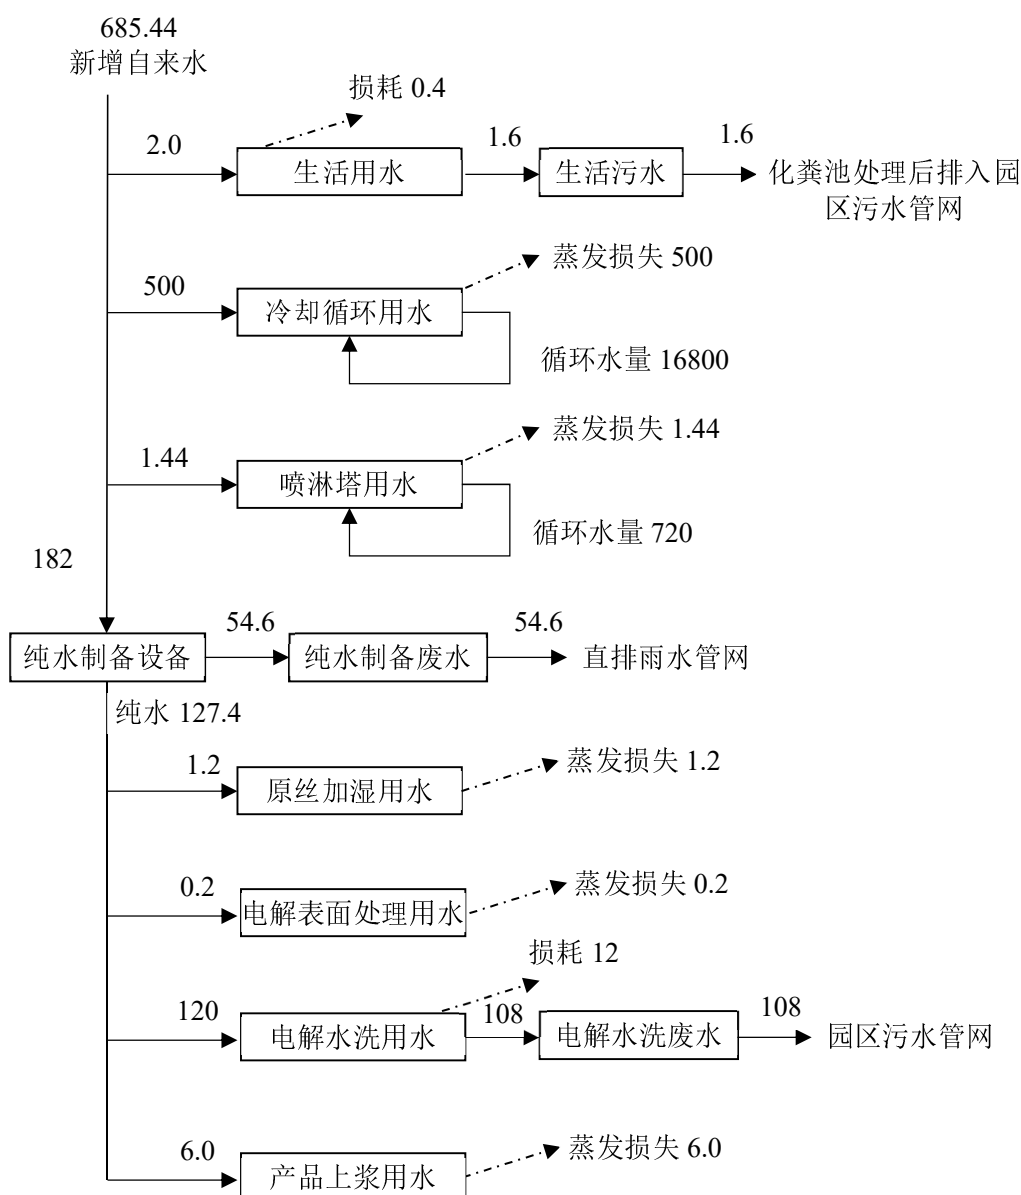 685.44
新增自来水
损耗 0.4
2.0
生活用水
1.6
生活污水
1.6
化粪池处理后排入园
区污水管网
蒸发损失 500
500
冷却循环用水
循环水量 16800
蒸发损失 1.44
1.44
喷淋塔用水
循环水量 720
182
纯水制备设备
54.6
纯水制备废水
54.6
直排雨水管网
纯水 127.4
1.2
原丝加湿用水
蒸发损失 1.2
0.2
电解表面处理用水
蒸发损失 0.2
损耗 12
120
电解水洗用水
108
电解水洗废水
108
园区污水管网
6.0
产品上浆用水
蒸发损失 6.0